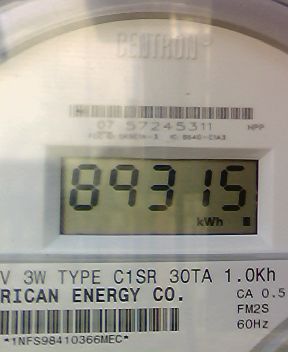 CENTRON®
07 57245311 NPP
89315
kWh
V 3W TYPE C1SR 30TA 1.0Kh
RICAN ENERGY CO. CA 0.5
FM2S
60Hz
*1NFS98410366MEC*